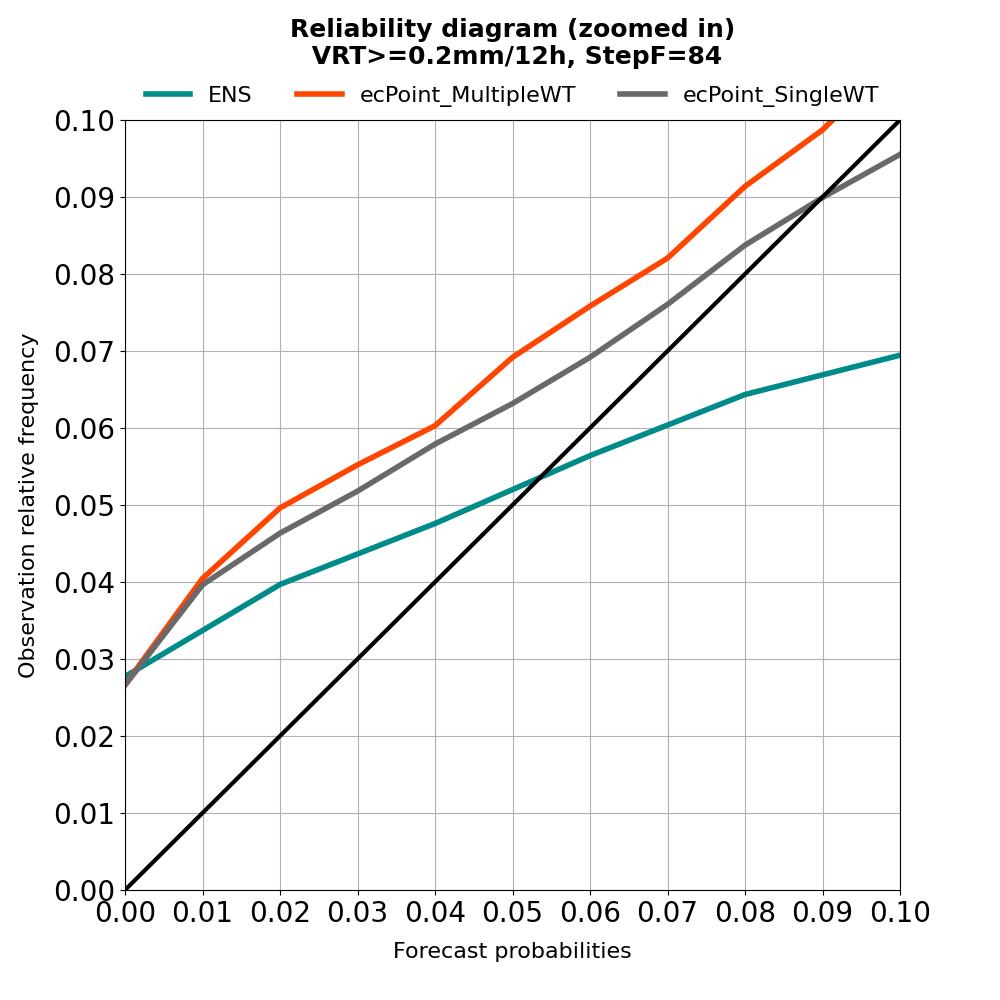 Reliability diagram (zoomed in)
VRT>=0.2mm/12h, StepF=84
ENS ecPoint_MultipleWT ecPoint_SingleWT
0.10
0.09
0.08
0.07
0.06
0.05
0.04
0.03
0.02
0.01
0.00
Observation relative frequency
0.00 0.01 0.02 0.03 0.04 0.05 0.06 0.07 0.08 0.09 0.10
Forecast probabilities